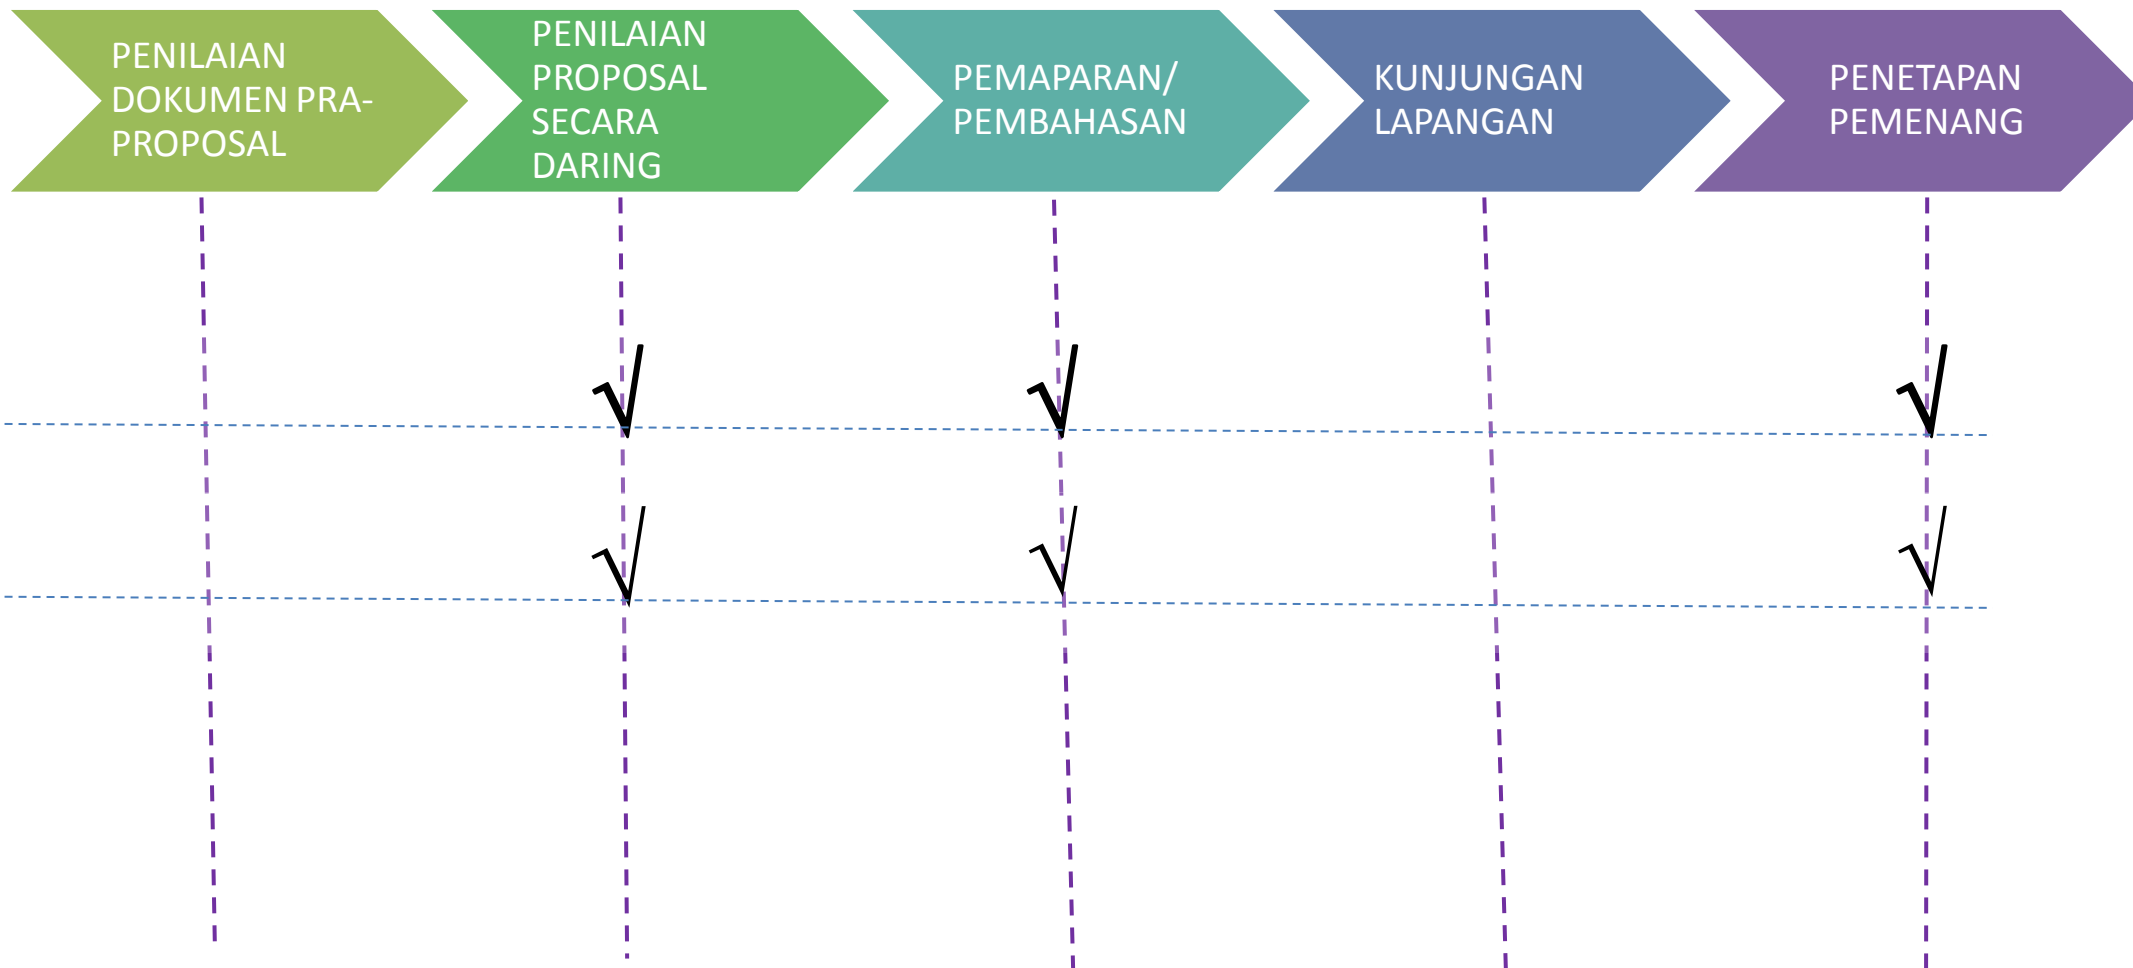 PENILAIAN
DOKUMEN PRA-
PROPOSAL
PENILAIAN
PROPOSAL
SECARA
DARING
PEMAPARAN/
PEMBAHASAN
KUNJUNGAN
LAPANGAN
PENETAPAN
PEMENANG
√ √ √
√ √ √